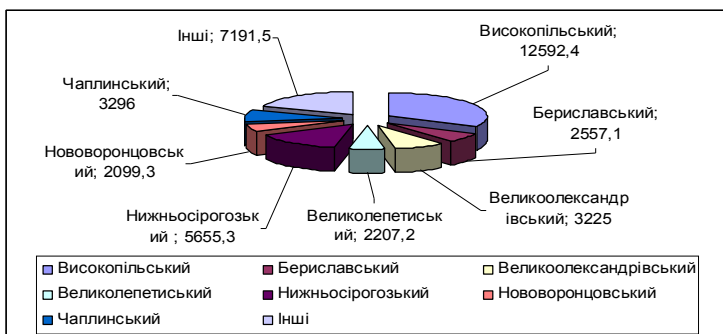 Інші; 7191,5
Високопільський;
12592,4
Чаплинський;
3296
Бериславський;
2557,1
Нововоронцовськ
ий; 2099,3
Нижньосірогозьк
ий ; 5655,3
Великолепетиськ
ий; 2207,2
Великоолександр
івський; 3225
Високопільський Бериславський Великоолександрівський
Великолепетиський Нижньосірогозький Нововоронцовський
Чаплинський Інші